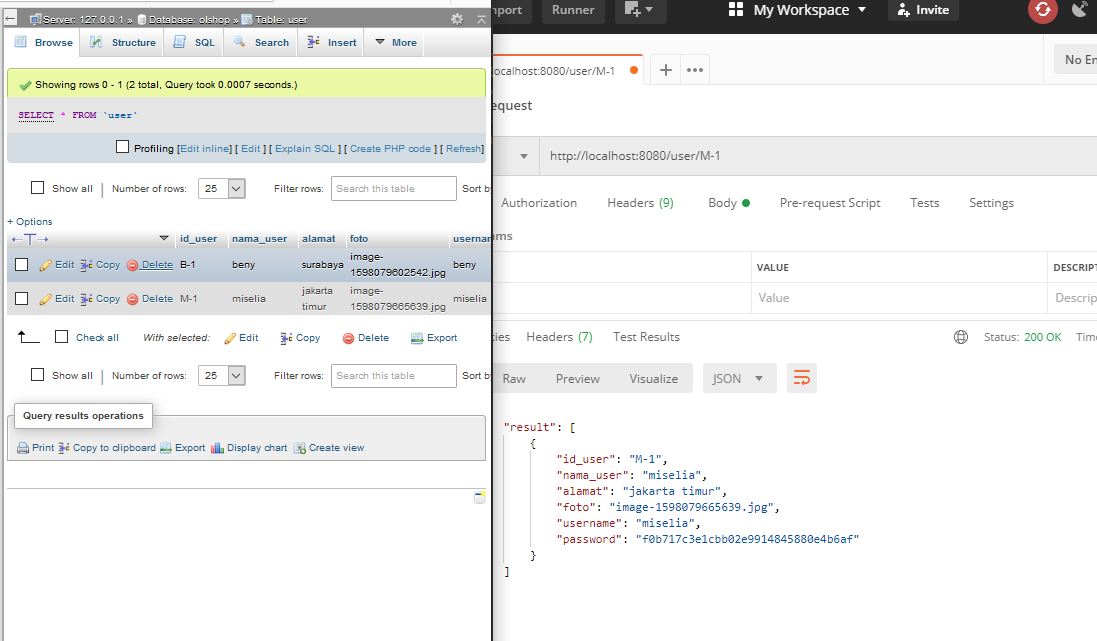 Server: 127.0.0.1 » Database: olshop » Table: user
Browse Structure SQL Search Insert More
Showing rows 0 - 1 (2 total, Query took 0.0007 seconds.)
SELECT * FROM `user`
Profiling [Edit inline] [ Edit ] [ Explain SQL ] [ Create PHP code ] [ Refresh]
Show all | Number of rows: 25 Filter rows: Search this table Sort by
+ Options
←T→ id_user nama_user alamat foto usernam
Edit Copy Delete B-1 beny surabaya image-
1598079602542.jpg beny
Edit Copy Delete M-1 miselia jakarta
timur image-
1598079665639.jpg miselia
Check all With selected: Edit Copy Delete Export
Show all | Number of rows: 25 Filter rows: Search this table Sort by
Query results operations
Print Copy to clipboard Export Display chart Create view
port Runner My Workspace Invite
ocalhost:8080/user/M-1 + ••• No En
equest
http://localhost:8080/user/M-1
Authorization Headers (9) Body Pre-request Script Tests Settings
ms
VALUE DESCRIPT
Value Descrip
ies Headers (7) Test Results Status: 200 OK Time
Raw Preview Visualize JSON
"result": [
{
"id_user": "M-1",
"nama_user": "miselia",
"alamat": "jakarta timur",
"foto": "image-1598079665639.jpg",
"username": "miselia",
"password": "f0b717c3e1cbb02e9914845880e4b6af"
}
]